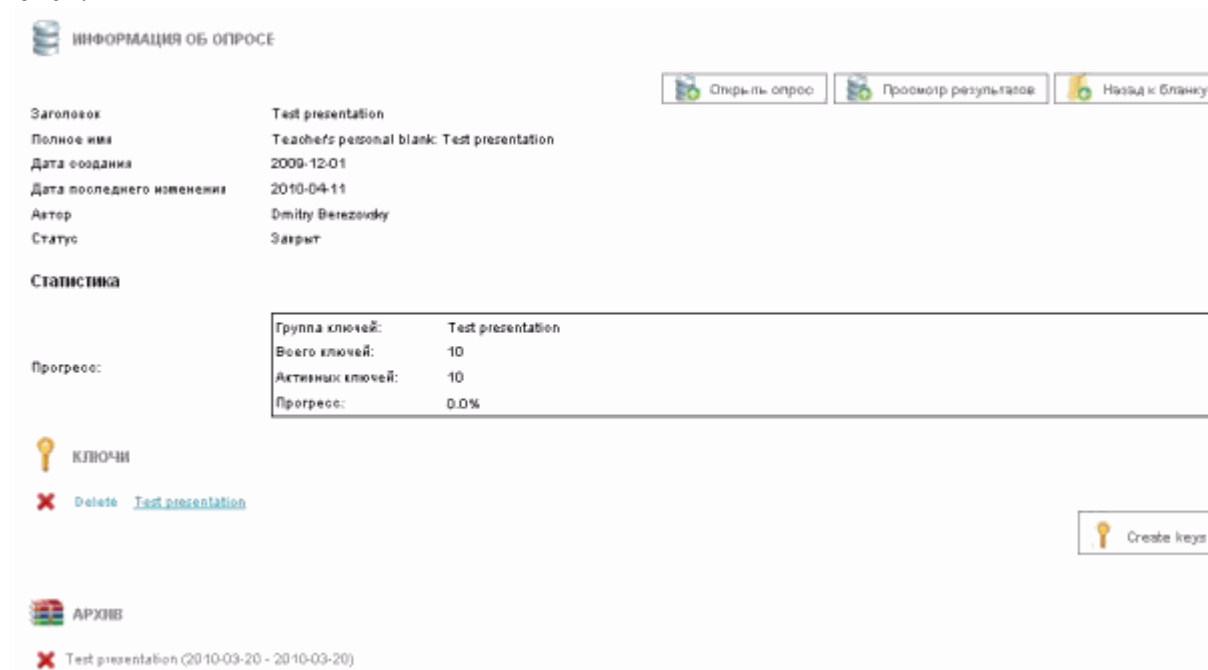 ИНФОРМАЦИЯ ОБ ОПРОСЕ
Открыть опрос Просмотр результатов Назад к бланку
Заголовок Test presentation
Полное имя Teacher's personal blank: Test presentation
Дата создания 2009-12-01
Дата последнего изменения 2010-04-11
Автор Dmitry Berezovsky
Статус Закрыт
Статистика
Прогресс:
Группа ключей: Test presentation
Всего ключей: 10
Активных ключей: 10
Прогресс: 0.0%
КЛЮЧИ
Delete Test presentation
Create keys
АРХИВ
Test presentation (2010-03-20 - 2010-03-20)